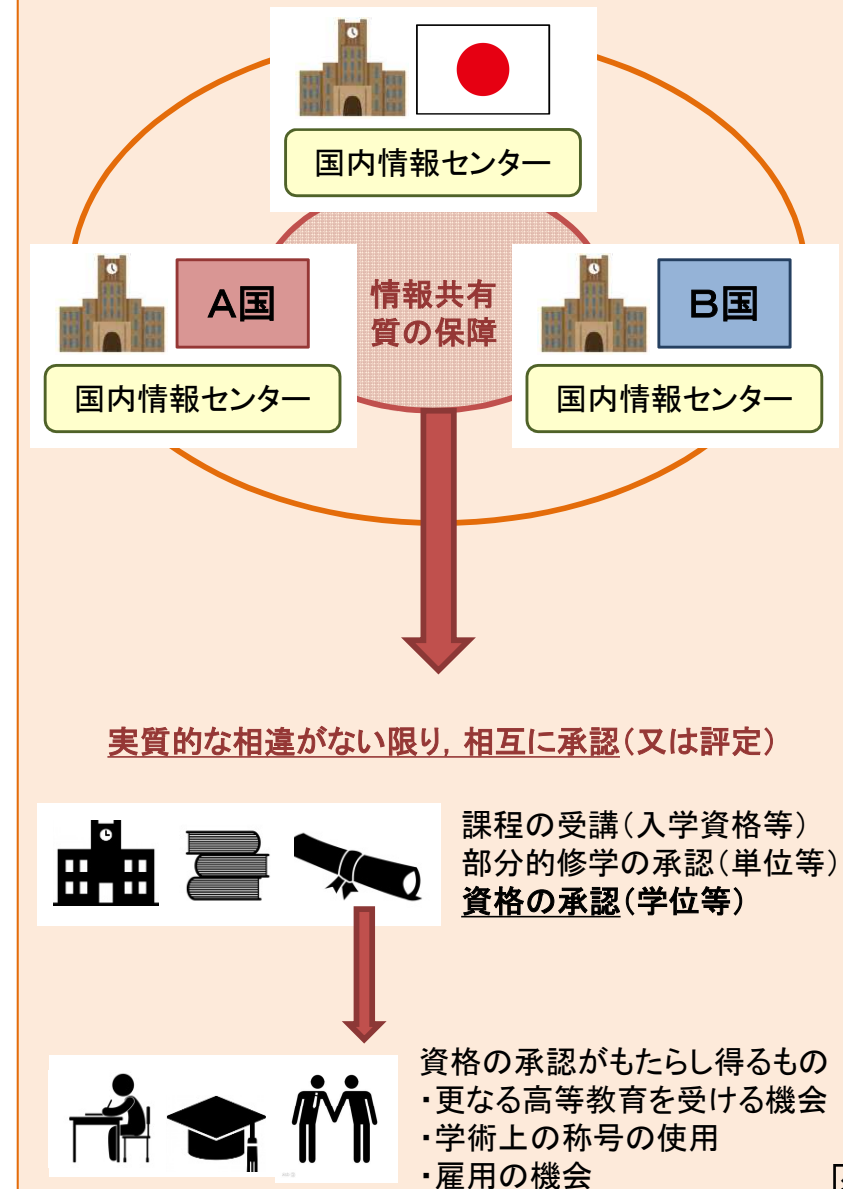 国内情報センター
A国
情報共有
質の保障
B国
国内情報センター
国内情報センター
実質的な相違がない限り，相互に承認（又は評定）
課程の受講（入学資格等）
部分的修学の承認（単位等）
資格の承認（学位等）
資格の承認がもたらし得るもの
・更なる高等教育を受ける機会
・学術上の称号の使用
・雇用の機会